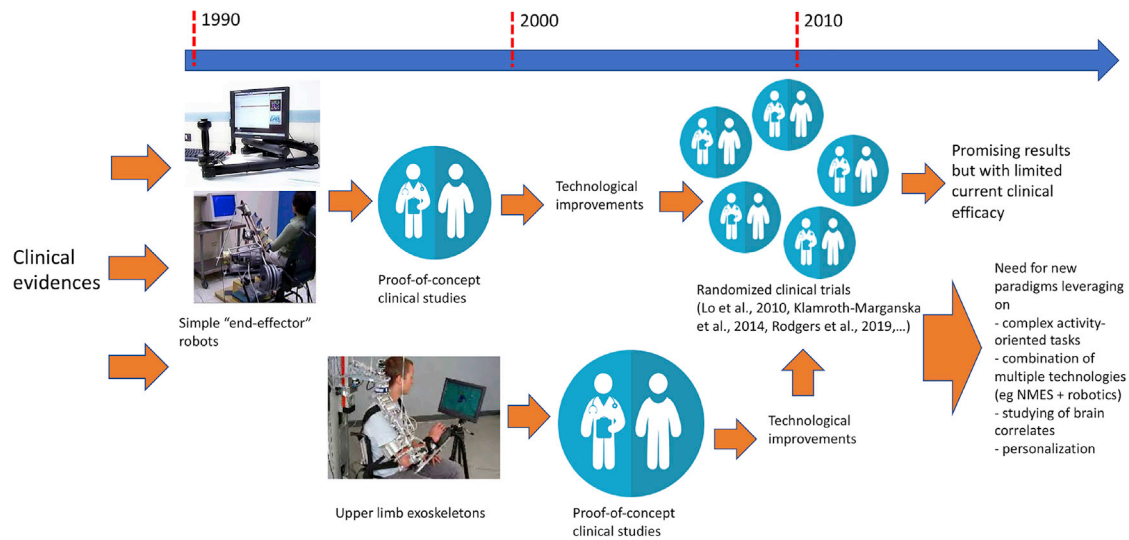 1990
2000
2010
Clinical
evidences
Simple “end-effector”
robots
Proof-of-concept
clinical studies
Technological
improvements
Randomized clinical trials
(Lo et al., 2010, Klamroth-Marganska
et al., 2014, Rodgers et al., 2019,...)
Promising results
but with limited
current clinical
efficacy
Upper limb exoskeletons
Proof-of-concept
clinical studies
Technological
improvements
Need for new
paradigms leveraging
on
- complex activity-
oriented tasks
- combination of
multiple technologies
(eg NMES + robotics)
- studying of brain
correlates
- personalization